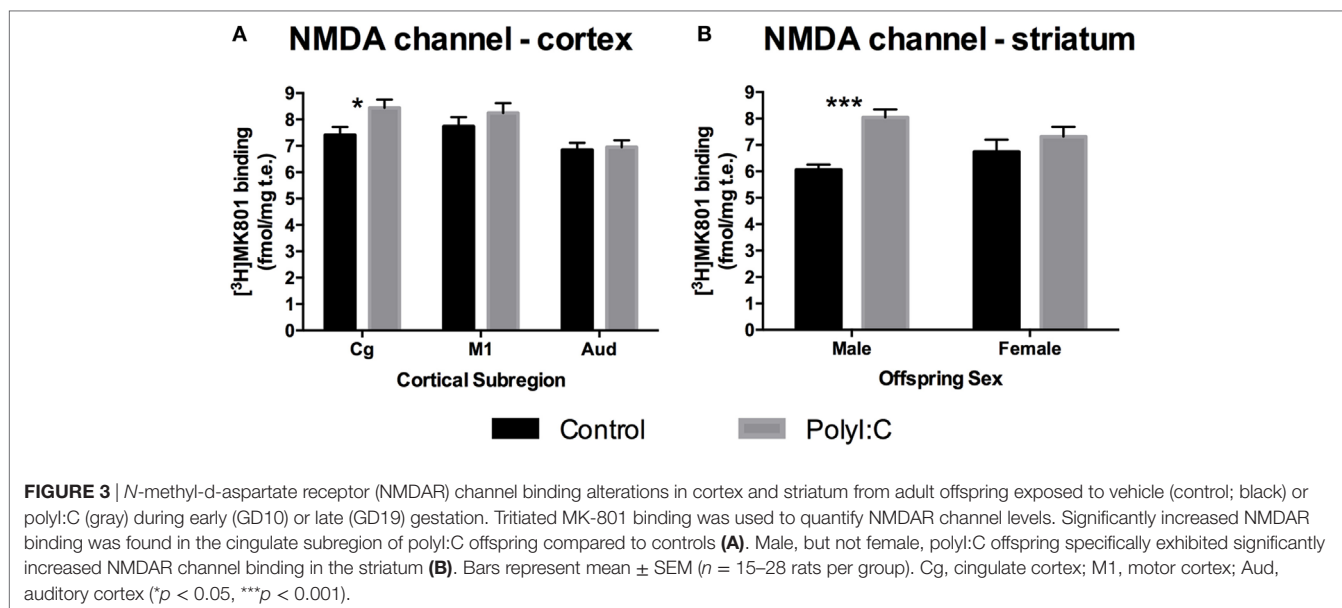 A NMDA channel - cortex
[³H]MK801 binding
(fmol/mg t.e.)
9
8
7
6
5
4
3
2
1
0
*
Cg M1 Aud
Cortical Subregion
B NMDA channel - striatum
[³H]MK801 binding
(fmol/mg t.e.)
9
8
7
6
5
4
3
2
1
0
***
Male Female
Offspring Sex
Control PolyI:C
FIGURE 3 | N-methyl-d-aspartate receptor (NMDAR) channel binding alterations in cortex and striatum from adult offspring exposed to vehicle (control; black) or
polyI:C (gray) during early (GD10) or late (GD19) gestation. Tritiated MK-801 binding was used to quantify NMDAR channel levels. Significantly increased NMDAR
binding was found in the cingulate subregion of polyI:C offspring compared to controls (A). Male, but not female, polyI:C offspring specifically exhibited significantly
increased NMDAR channel binding in the striatum (B). Bars represent mean ± SEM (n = 15–28 rats per group). Cg, cingulate cortex; M1, motor cortex; Aud,
auditory cortex (*p < 0.05, ***p < 0.001).